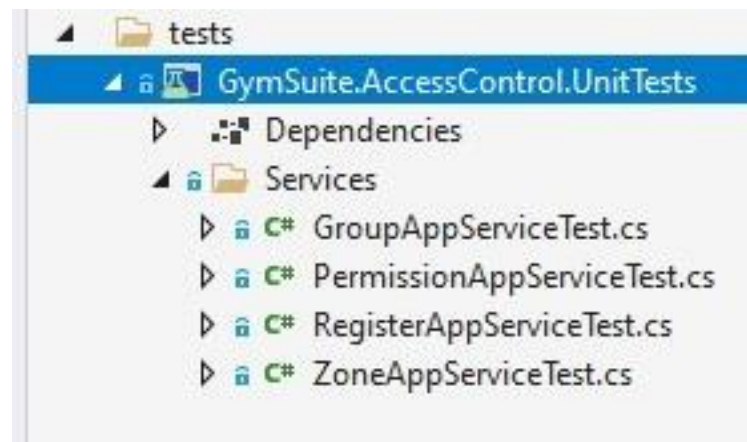 tests
GymSuite.AccessControl.UnitTests
Dependencies
Services
C# GroupAppServiceTest.cs
C# PermissionAppServiceTest.cs
C# RegisterAppServiceTest.cs
C# ZoneAppServiceTest.cs